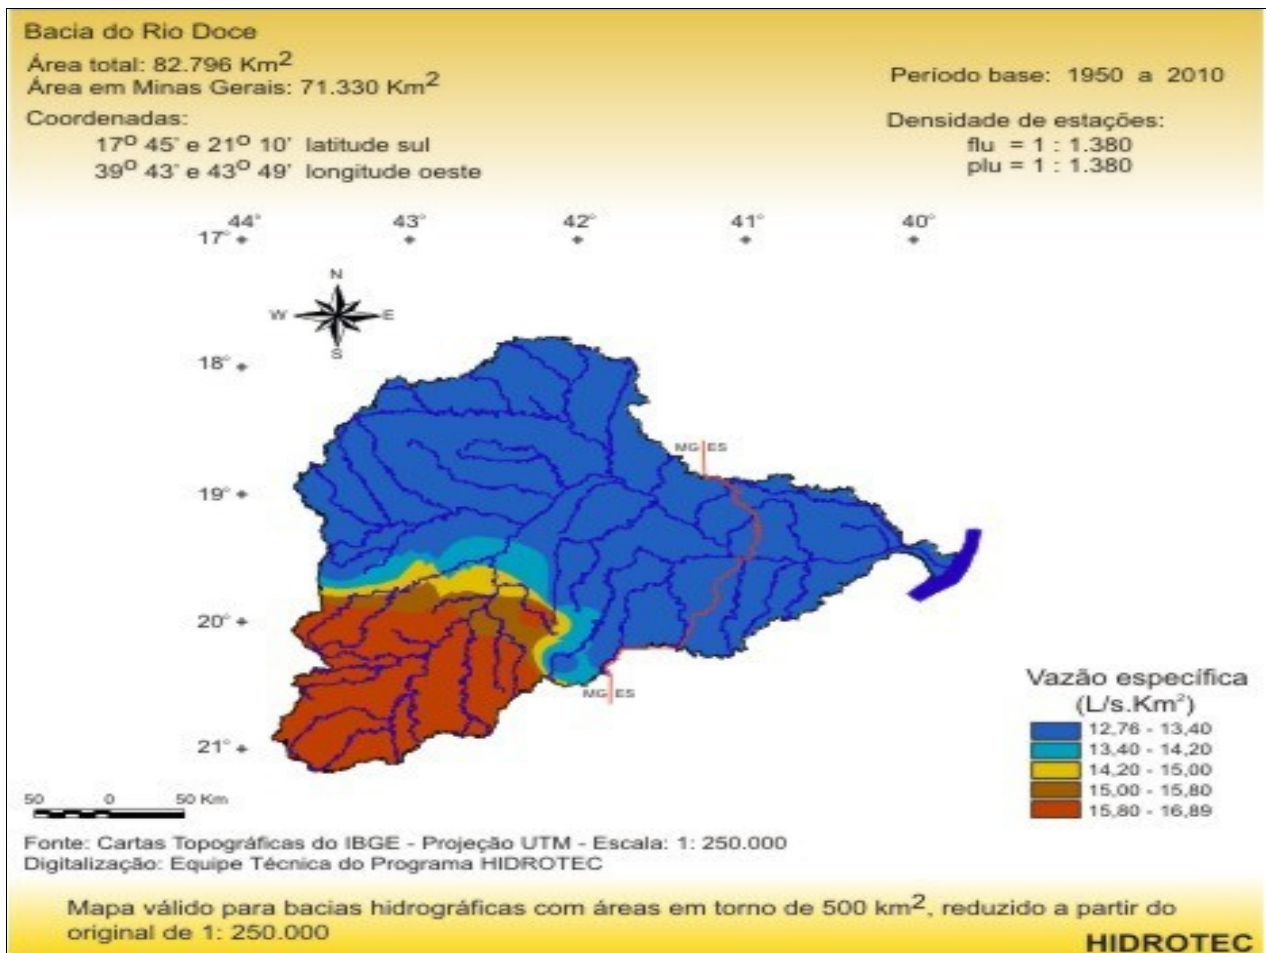 Bacia do Rio Doce
Área total: 82.796 Km²
Área em Minas Gerais: 71.330 Km²
Coordenadas:
17º 45' e 21º 10' latitude sul
39º 43' e 43º 49' longitude oeste
Período base: 1950 a 2010
Densidade de estações:
flu = 1 : 1.380
plu = 1 : 1.380
44° 43° 42° 41° 40°
17°
N
W E
S
18°
MG ES
19°
20°
MG ES
21°
Vazão específica
(L/s.Km²)
12,76 - 13,40
13,40 - 14,20
14,20 - 15,00
15,00 - 15,80
15,80 - 16,89
50 0 50 Km
Fonte: Cartas Topográficas do IBGE - Projeção UTM - Escala: 1: 250.000
Digitalização: Equipe Técnica do Programa HIDROTEC
Mapa válido para bacias hidrográficas com áreas em torno de 500 km², reduzido a partir do
original de 1: 250.000
HIDROTEC